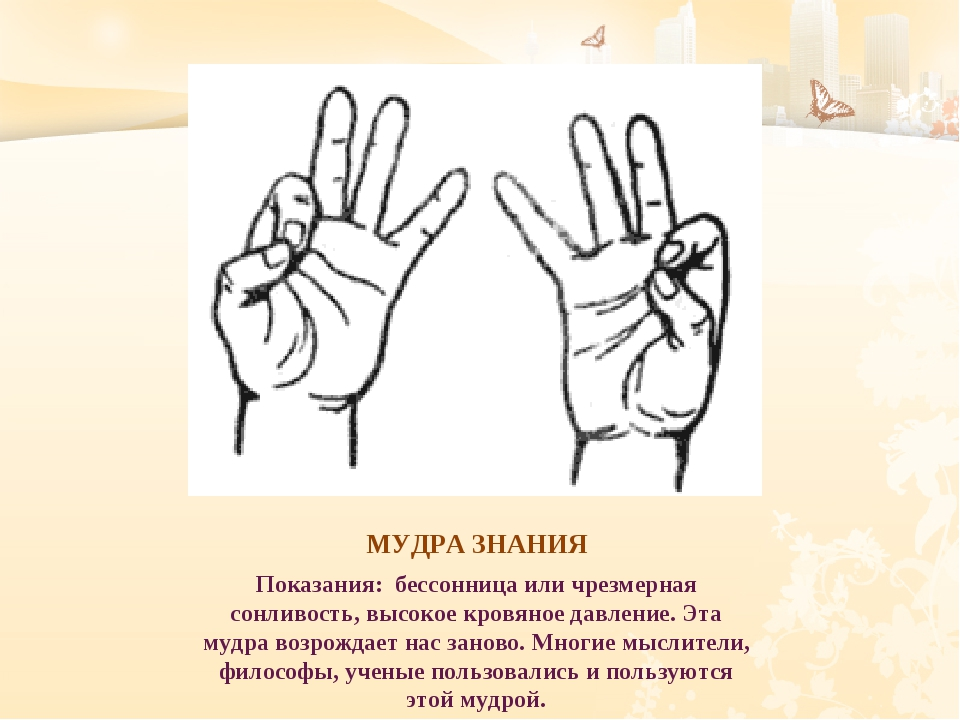 МУДРА ЗНАНИЯ
Показания: бессонница или чрезмерная
сонливость, высокое кровяное давление. Эта
мудра возрождает нас заново. Многие мыслители,
философы, ученые пользовались и пользуются
этой мудрой.